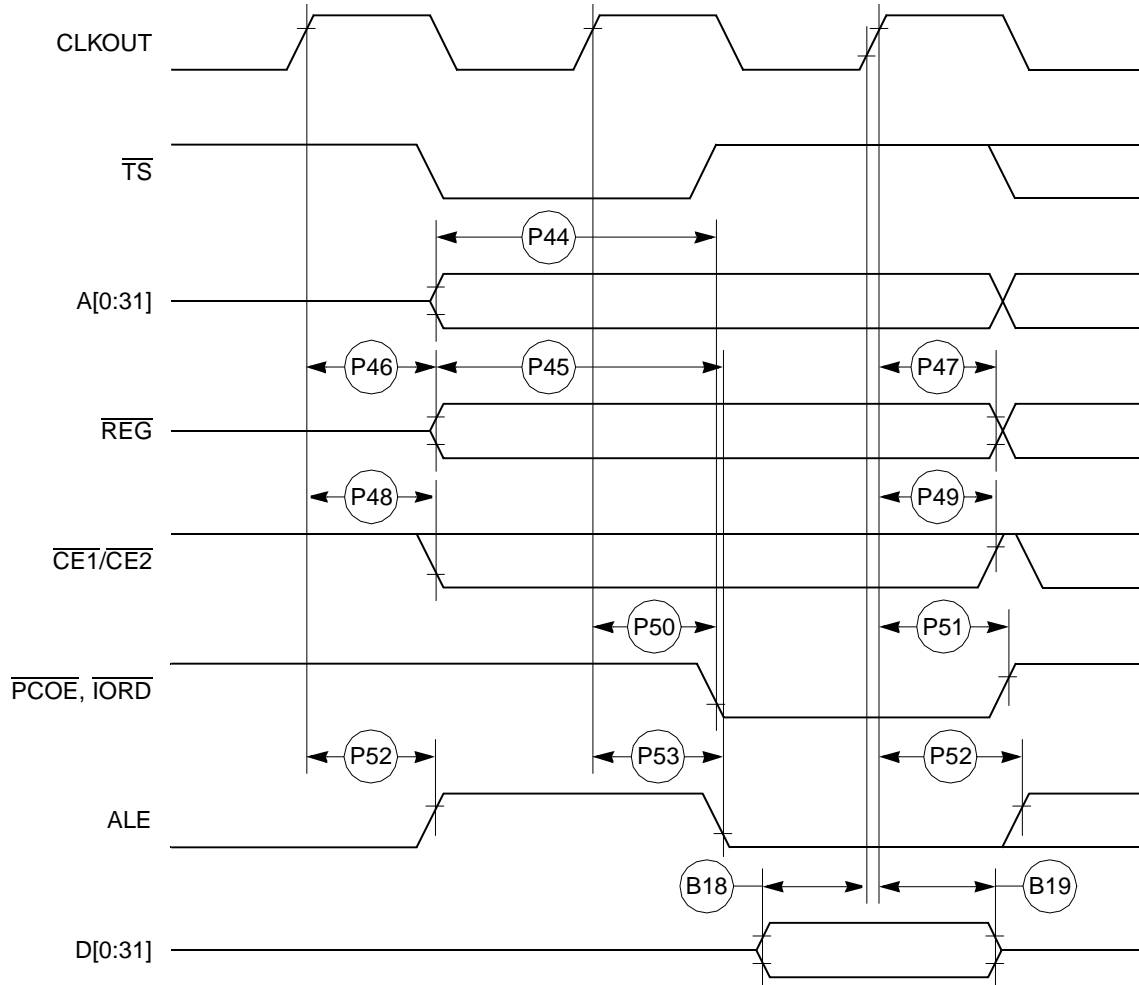 CLKOUT
TS
P44
A[0:31]
P46 P45 P47
REG
P48 P49
CE1/CE2
P50 P51
PCOE, IORD
P52 P53 P52
ALE
B18 B19
D[0:31]